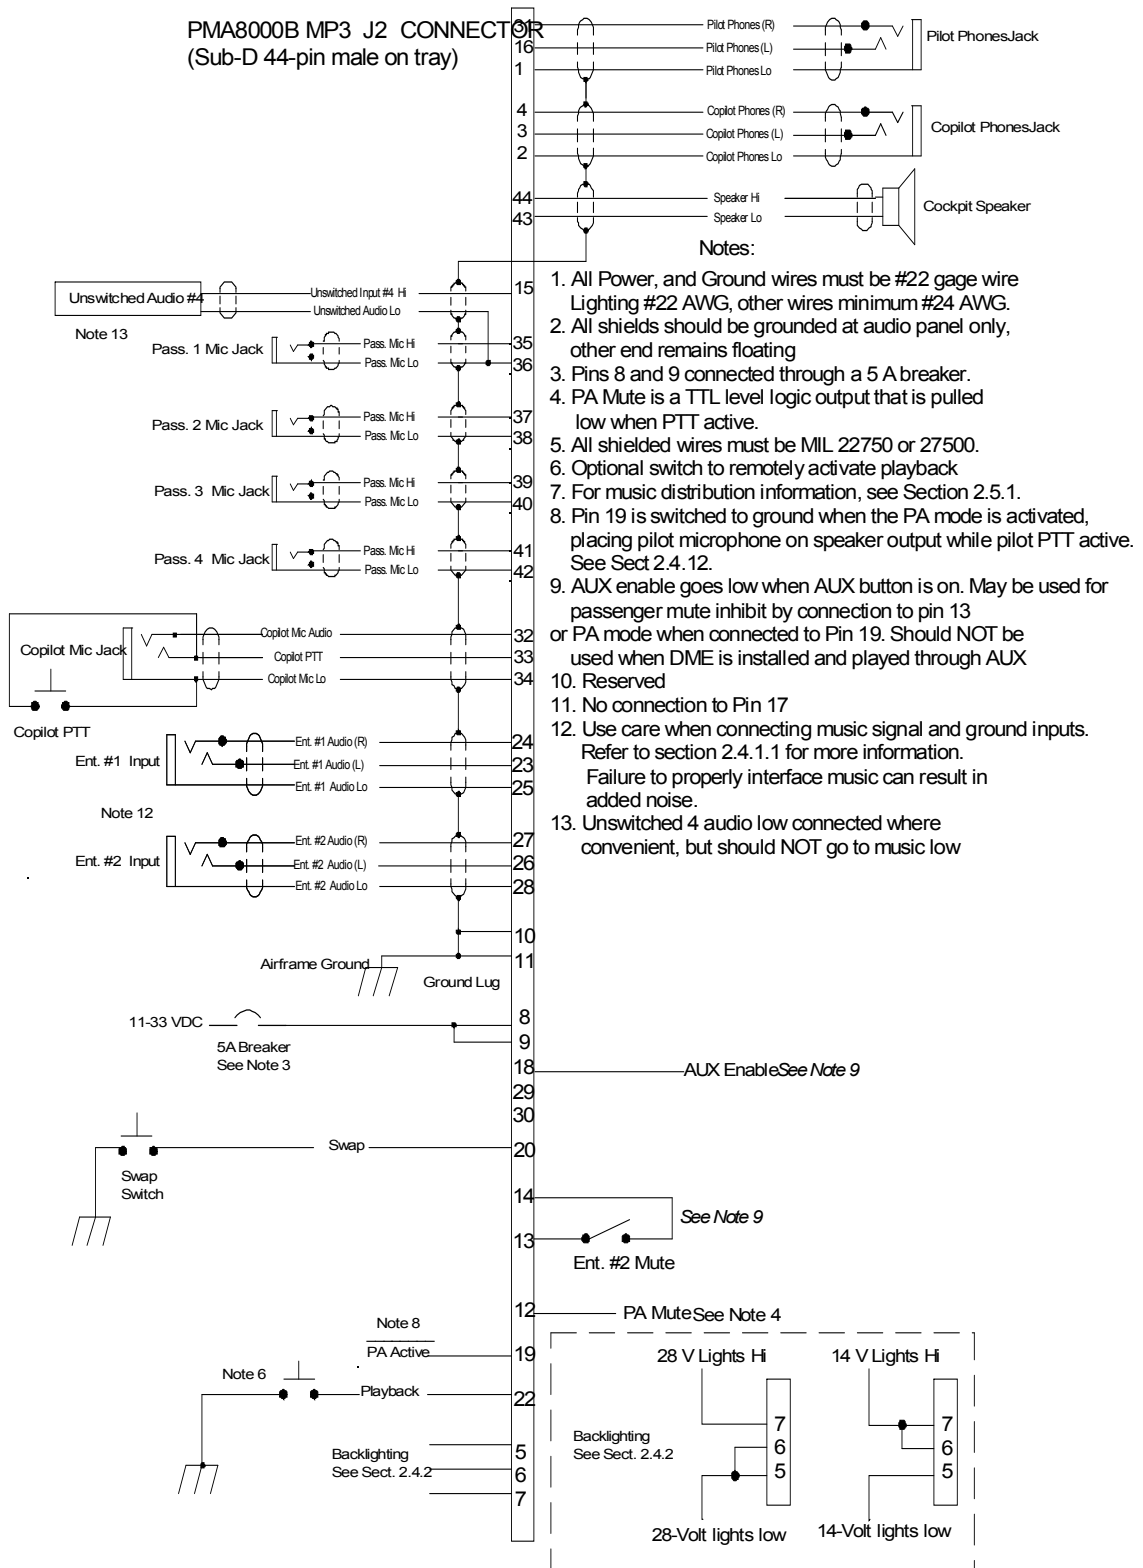 PMA8000B MP3 J2 CONNECTOR
(Sub-D 44-pin male on tray)
31
16
1
Pilot Phones (R)
Pilot Phones (L)
Pilot Phones Lo
Pilot PhonesJack
4
3
2
Copilot Phones (R)
Copilot Phones (L)
Copilot Phones Lo
Copilot PhonesJack
44
43
Speaker Hi
Speaker Lo
Cockpit Speaker
Notes:
1. All Power, and Ground wires must be #22 gage wire
Lighting #22 AWG, other wires minimum #24 AWG.
2. All shields should be grounded at audio panel only,
other end remains floating
3. Pins 8 and 9 connected through a 5 A breaker.
4. PA Mute is a TTL level logic output that is pulled
low when PTT active.
5. All shielded wires must be MIL 22750 or 27500.
6. Optional switch to remotely activate playback
7. For music distribution information, see Section 2.5.1.
8. Pin 19 is switched to ground when the PA mode is activated,
placing pilot microphone on speaker output while pilot PTT active.
See Sect 2.4.12.
9. AUX enable goes low when AUX button is on. May be used for
passenger mute inhibit by connection to pin 13
or PA mode when connected to Pin 19. Should NOT be
used when DME is installed and played through AUX
10. Reserved
11. No connection to Pin 17
12. Use care when connecting music signal and ground inputs.
Refer to section 2.4.1.1 for more information.
Failure to properly interface music can result in
added noise.
13. Unswitched 4 audio low connected where
convenient, but should NOT go to music low
Unswitched Audio #4
Note 13
Unswitched Input #4 Hi
Unswitched Audio Lo
15
Pass. 1 Mic Jack
Pass. Mic Hi
Pass. Mic Lo
35
36
Pass. 2 Mic Jack
Pass. Mic Hi
Pass. Mic Lo
37
38
Pass. 3 Mic Jack
Pass. Mic Hi
Pass. Mic Lo
39
40
Pass. 4 Mic Jack
Pass. Mic Hi
Pass. Mic Lo
41
42
Copilot Mic Jack
Copilot PTT
Copilot Mic Audio
Copilot PTT
Copilot Mic Lo
32
33
34
Ent. #1 Input
Ent. #1 Audio (R)
Ent. #1 Audio (L)
Ent. #1 Audio Lo
24
23
25
Note 12
Ent. #2 Input
Ent. #2 Audio (R)
Ent. #2 Audio (L)
Ent. #2 Audio Lo
27
26
28
10
11
Airframe Ground
Ground Lug
11-33 VDC
5A Breaker
See Note 3
8
9
18
AUX EnableSee Note 9
29
30
20
Swap
Swap
Switch
14
13
See Note 9
Ent. #2 Mute
12
PA MuteSee Note 4
Note 8
PA Active
19
Note 6
Playback
22
Backlighting
See Sect. 2.4.2
5
6
7
28 V Lights Hi
14 V Lights Hi
Backlighting
See Sect. 2.4.2
7
6
5
7
6
5
28-Volt lights low
14-Volt lights low